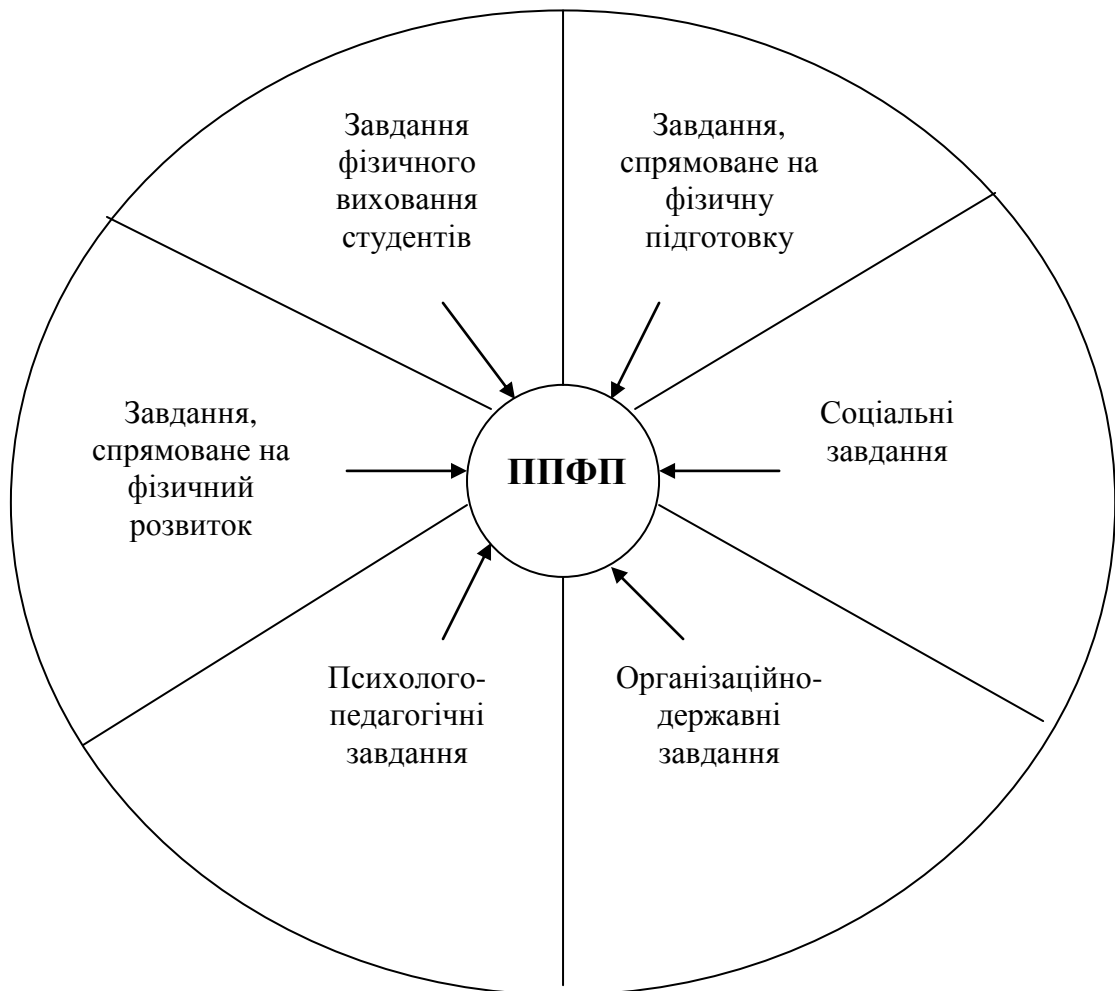 Завдання
фізичного
виховання
студентів
Завдання,
спрямоване на
фізичну
підготовку
Завдання,
спрямоване на
фізичний
розвиток
ППФП
Соціальні
завдання
Психолого-
педагогічні
завдання
Організаційно-
державні
завдання